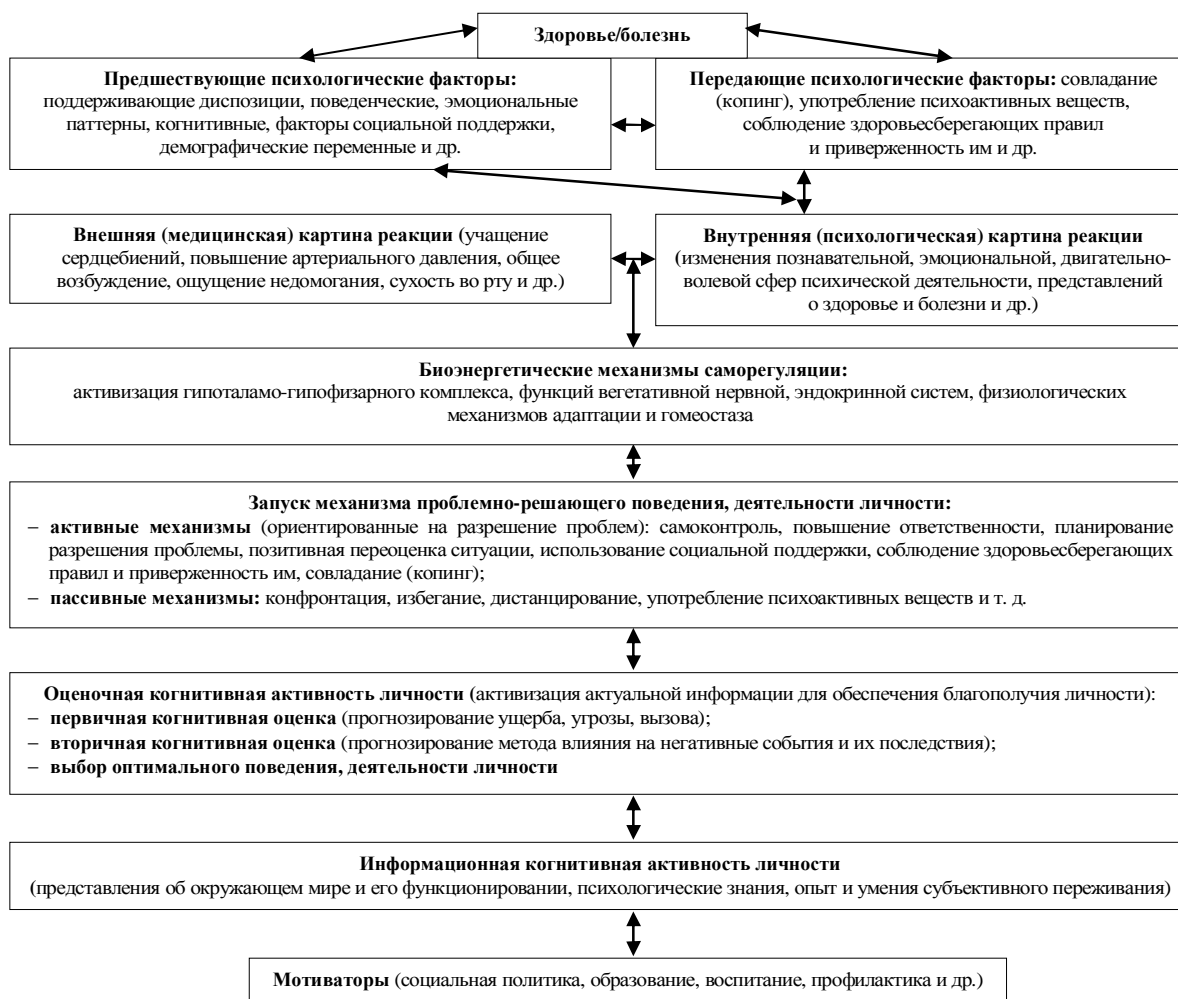 Здоровье/болезнь
Предшествующие психологические факторы:
поддерживающие диспозиции, поведенческие, эмоциональные
паттерны, когнитивные, факторы социальной поддержки,
демографические переменные и др.
Передающие психологические факторы: совладание
(копинг), употребление психоактивных веществ,
соблюдение здоровьесберегающих правил
и приверженность им и др.
Внешняя (медицинская) картина реакции (учащение
сердцебиений, повышение артериального давления, общее
возбуждение, ощущение недомогания, сухость во рту и др.)
Внутренняя (психологическая) картина реакции
(изменения познавательной, эмоциональной, двигательно-
волевой сфер психической деятельности, представлений
о здоровье и болезни и др.)
Биоэнергетические механизмы саморегуляции:
активизация гипоталамо-гипофизарного комплекса, функций вегетативной нервной, эндокринной систем, физиологических
механизмов адаптации и гомеостаза
Запуск механизма проблемно-решающего поведения, деятельности личности:
– активные механизмы (ориентированные на разрешение проблем): самоконтроль, повышение ответственности, планирование
разрешения проблемы, позитивная переоценка ситуации, использование социальной поддержки, соблюдение здоровьесберегающих
правил и приверженность им, совладание (копинг);
– пассивные механизмы: конфронтация, избегание, дистанцирование, употребление психоактивных веществ и т. д.
Оценочная когнитивная активность личности (активизация актуальной информации для обеспечения благополучия личности):
– первичная когнитивная оценка (прогнозирование ущерба, угрозы, вызова);
– вторичная когнитивная оценка (прогнозирование метода влияния на негативные события и их последствия);
– выбор оптимального поведения, деятельности личности
Информационная когнитивная активность личности
(представления об окружающем мире и его функционировании, психологические знания, опыт и умения субъективного переживания)
Мотиваторы (социальная политика, образование, воспитание, профилактика и др.)